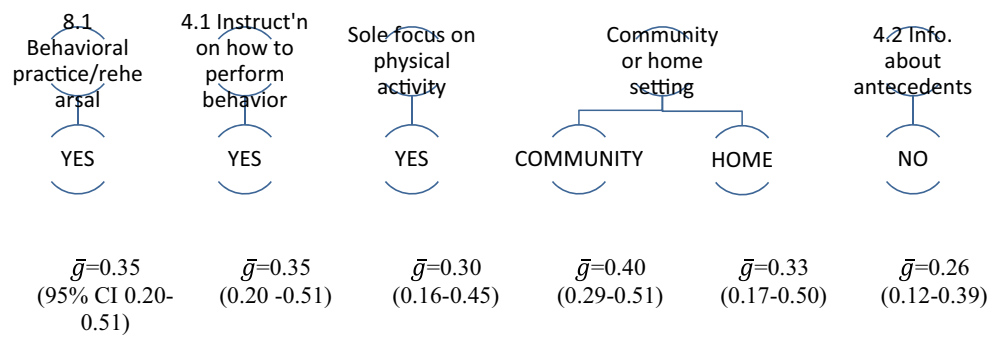 8.1
Behavioral
practice/rehe
arsal
4.1 Instruct'n
on how to
perform
behavior
Sole focus on
physical
activity
Community
or home
setting
4.2 Info.
about
antecedents
YES
YES
YES
COMMUNITY
HOME
NO
g̅=0.35
(95% CI 0.20-
0.51)
g̅=0.35
(0.20 -0.51)
g̅=0.30
(0.16-0.45)
g̅=0.40
(0.29-0.51)
g̅=0.33
(0.17-0.50)
g̅=0.26
(0.12-0.39)